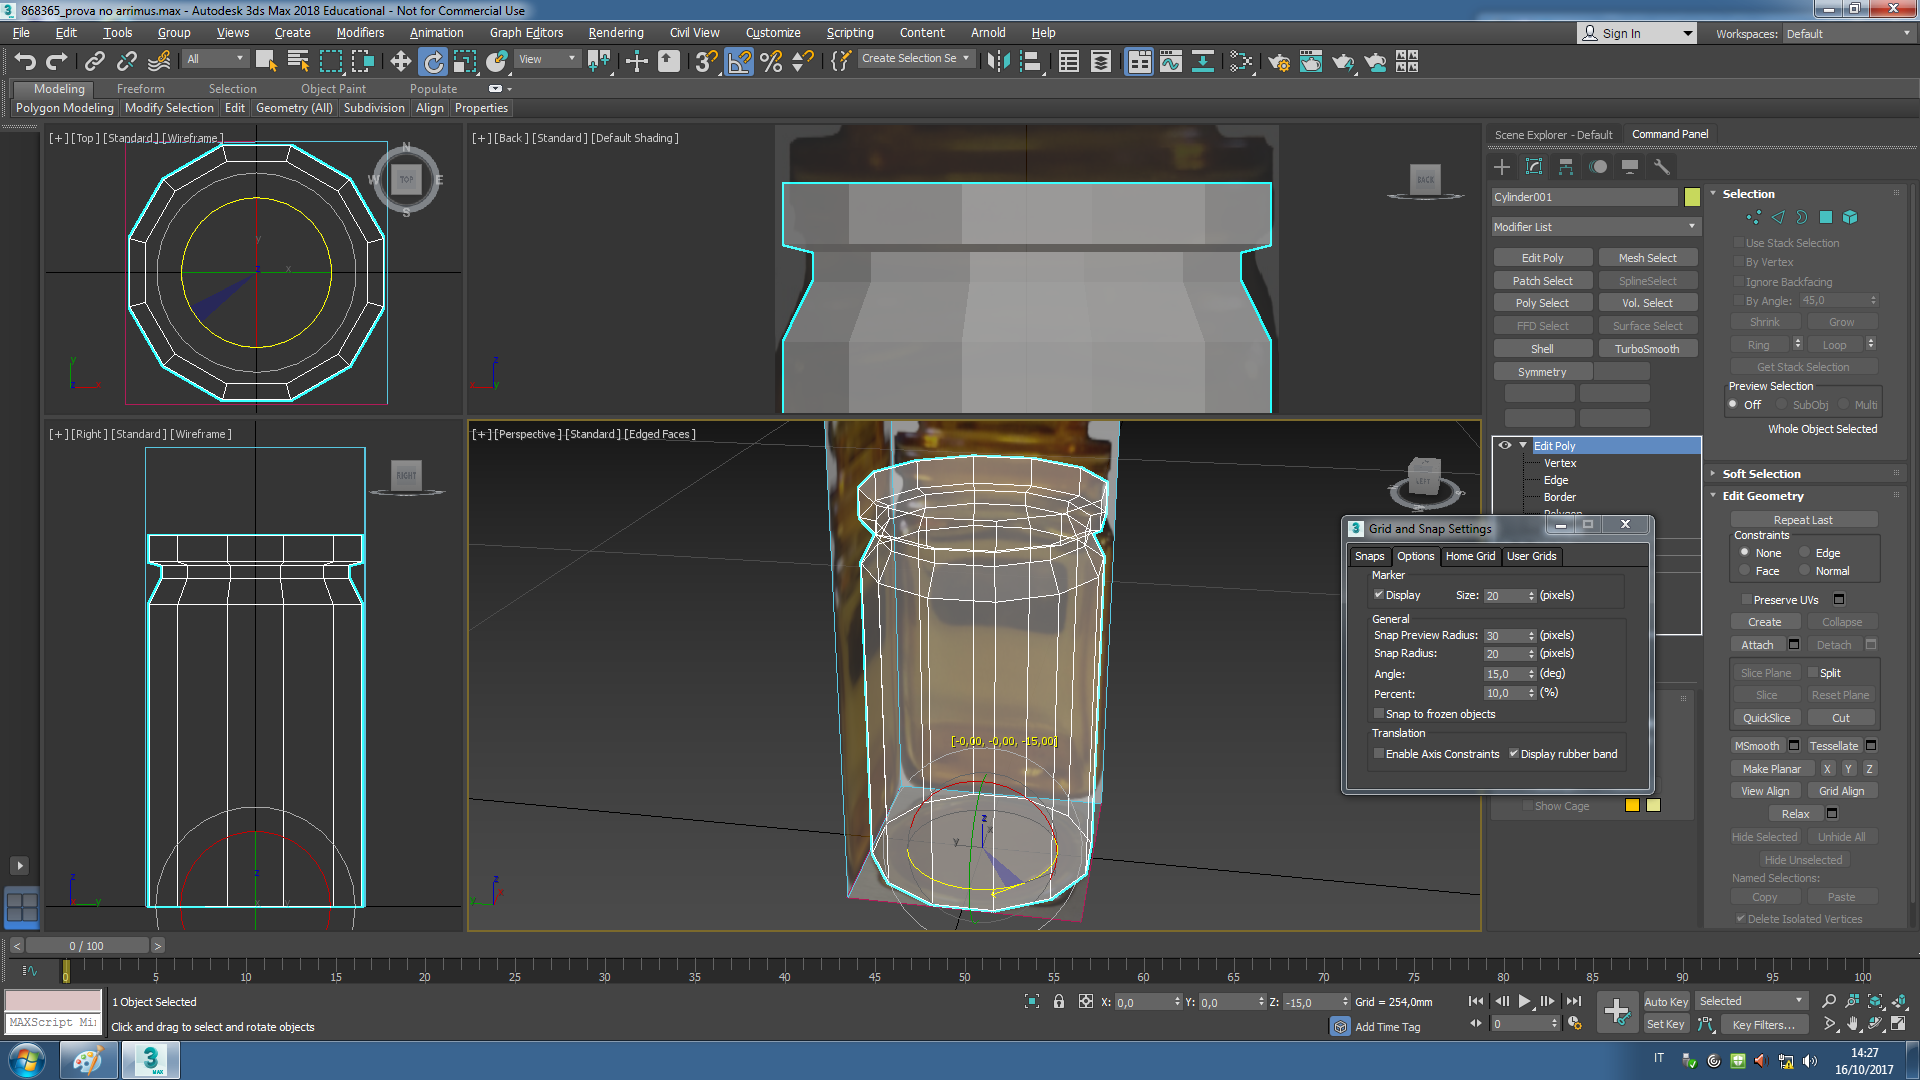 868365_prova no arrimus.max - Autodesk 3ds Max 2018 Educational - Not for Commercial Use
File Edit Tools Group Views Create Modifiers Animation Graph Editors Rendering Civil View Customize Scripting Content Arnold Help
Sign In
Workspaces: Default
All
View
Create Selection Se
Modeling Freeform Selection Object Paint Populate
Polygon Modeling Modify Selection Edit Geometry (All) Subdivision Align Properties
[+] [Top] [Standard] [Wireframe]
[+] [Back] [Standard] [Default Shading]
[+] [Right] [Standard] [Wireframe]
[+] [Perspective] [Standard] [Edged Faces]
N
W TOP E
S
BACK
RIGHT
LEFT
[-0,00, -0,00, -15,00]
Scene Explorer - Default Command Panel
Cylinder001
Modifier List
Edit Poly Mesh Select
Patch Select SplineSelect
Poly Select Vol. Select
FFD Select Surface Select
Shell TurboSmooth
Symmetry
Edit Poly
Vertex
Edge
Border
Polygon
Show Cage
Selection
Use Stack Selection
By Vertex
Ignore Backfacing
By Angle: 45,0
Shrink Grow
Ring Loop
Get Stack Selection
Preview Selection
Off SubObj Multi
Whole Object Selected
Soft Selection
Edit Geometry
Repeat Last
Constraints
None Edge
Face Normal
Preserve UVs
Create Collapse
Attach Detach
Slice Plane Split
Slice Reset Plane
QuickSlice Cut
MSmooth Tessellate
Make Planar X Y Z
View Align Grid Align
Relax
Hide Selected Unhide All
Hide Unselected
Named Selections:
Copy Paste
Delete Isolated Vertices
Grid and Snap Settings
Snaps Options Home Grid User Grids
Marker
Display Size: 20 (pixels)
General
Snap Preview Radius: 30 (pixels)
Snap Radius: 20 (pixels)
Angle: 15,0 (deg)
Percent: 10,0 (%)
Snap to frozen objects
Translation
Enable Axis Constraints Display rubber band
0 / 100
0 5 10 15 20 25 30 35 40 45 50 55 60 65 70 75 80 85 90 95 100
1 Object Selected
X: 0,0 Y: 0,0 Z: -15,0 Grid = 254,0mm
Auto Key Selected
MAXScript Mi
Click and drag to select and rotate objects
Add Time Tag
0
Set Key Key Filters...
IT
14:27
16/10/2017